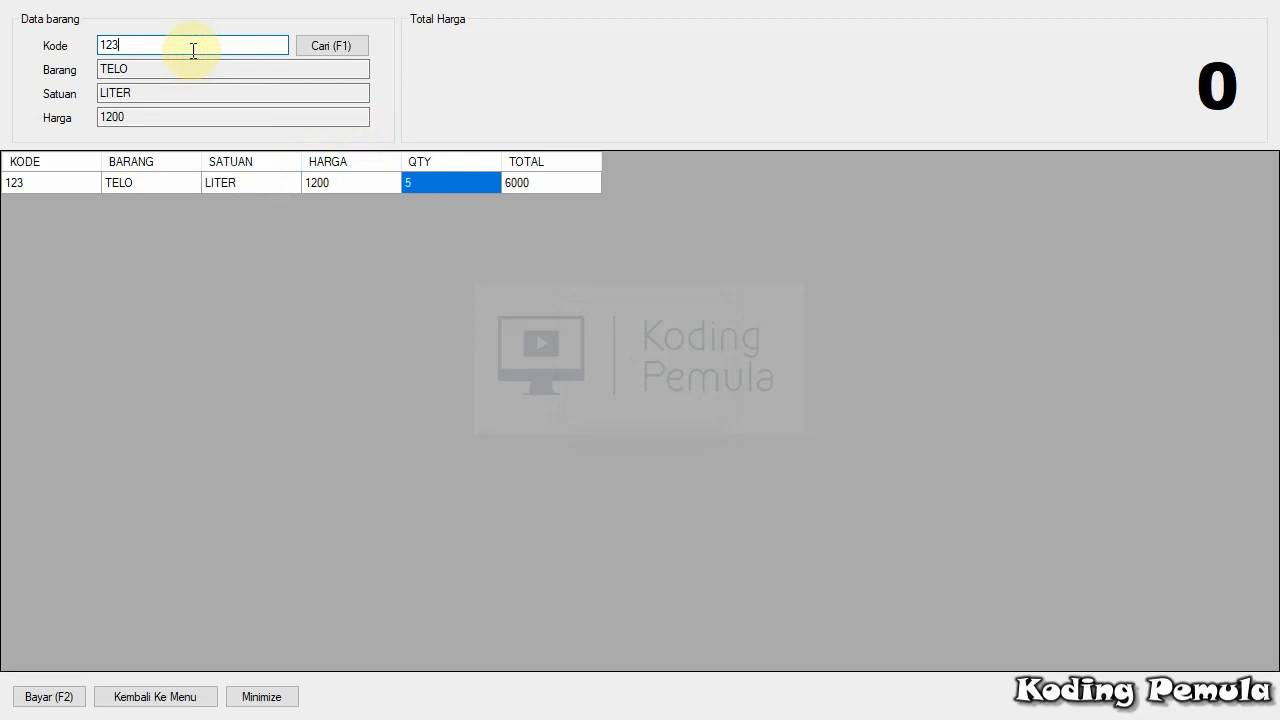 Data barang
Kode 123 Cari (F1)
Barang TELO
Satuan LITER
Harga 1200
Total Harga
0
KODE BARANG SATUAN HARGA QTY TOTAL
123 TELO LITER 1200 5 6000
Koding
Pemula
Bayar (F2) Kembali Ke Menu Minimize
Koding Pemula